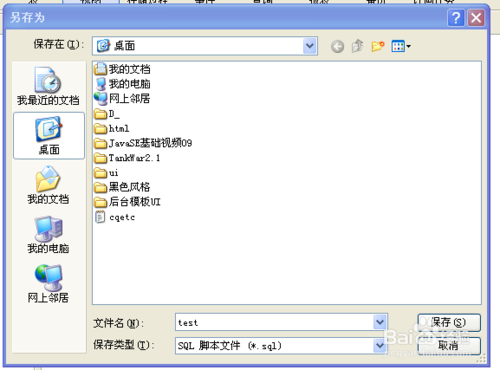 另存为
保存在(I):
桌面
我最近的文档
桌面
我的文档
我的电脑
网上邻居
我的文档
我的电脑
网上邻居
D_
html
JavaSE基础视频09
TankWar2.1
ui
黑色风格
后台模板UI
cqetc
文件名(N):
test
保存(S)
保存类型(T):
SQL 脚本文件 (*.sql)
取消